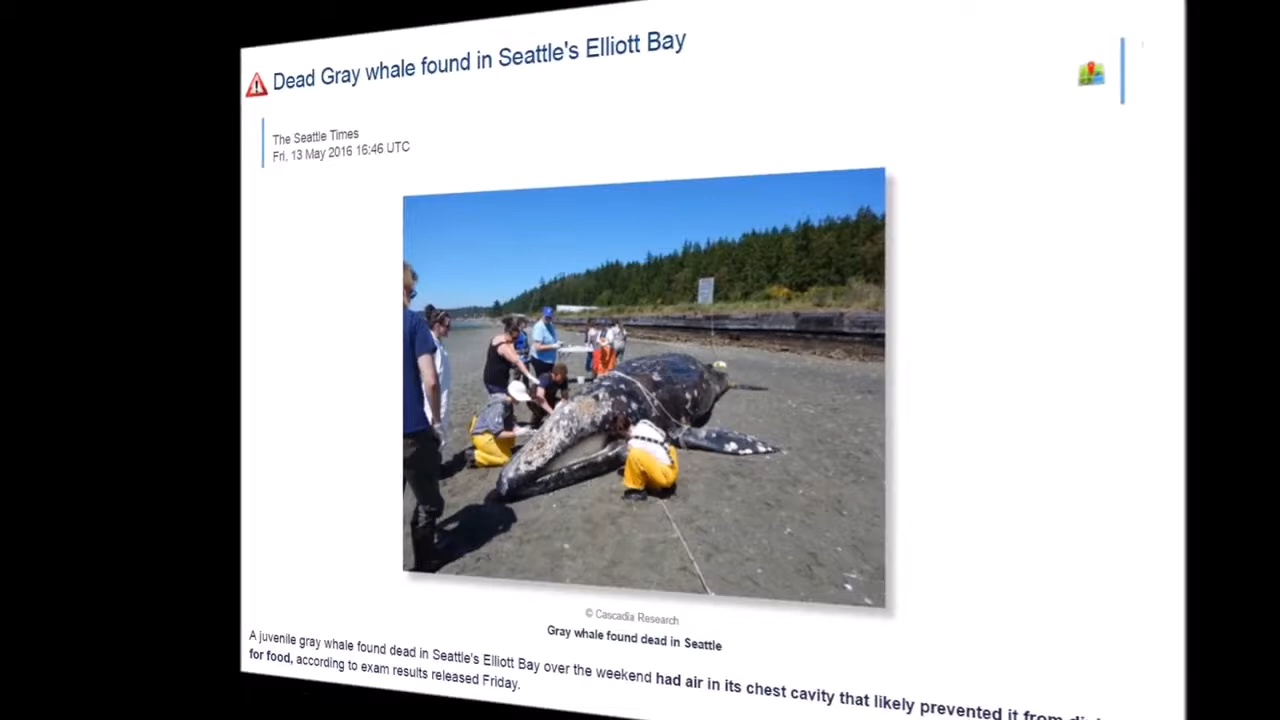 Dead Gray whale found in Seattle's Elliott Bay
The Seattle Times
Fri, 13 May 2016 16:46 UTC
© Cascadia Research
Gray whale found dead in Seattle
A juvenile gray whale found dead in Seattle's Elliott Bay over the weekend had air in its chest cavity that likely prevented it from
for food, according to exam results released Friday.